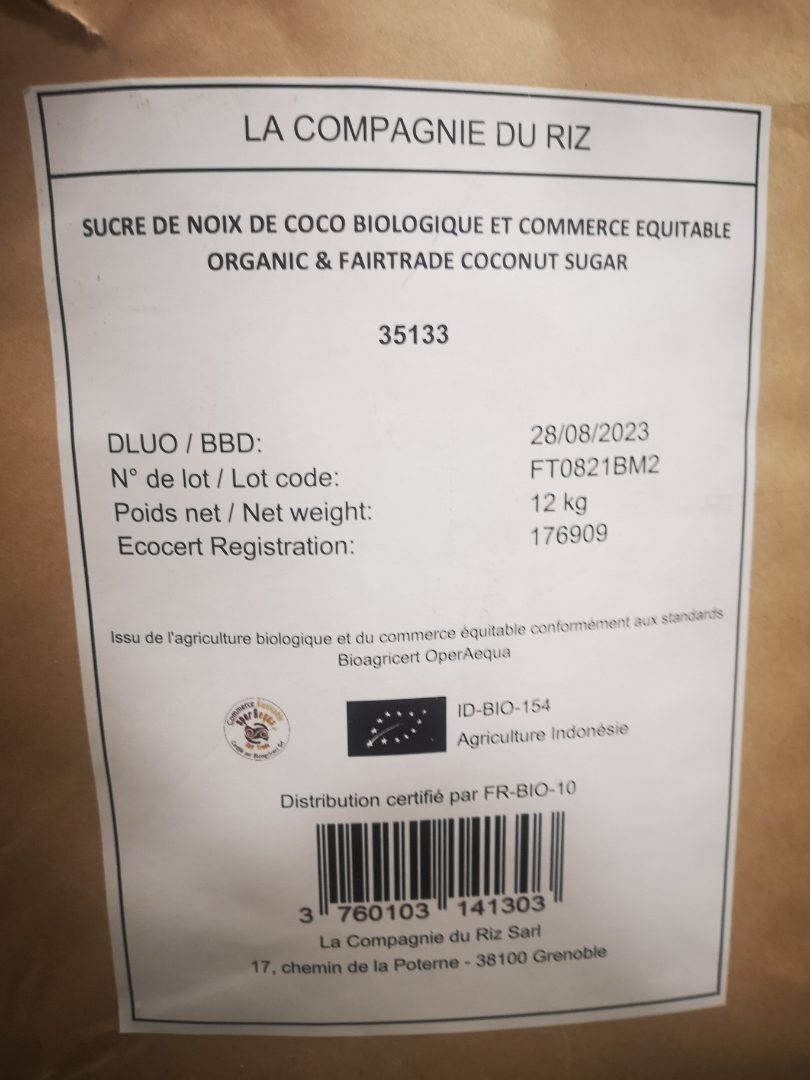 LA COMPAGNIE DU RIZ
SUCRE DE NOIX DE COCO BIOLOGIQUE ET COMMERCE EQUITABLE
ORGANIC & FAIRTRADE COCONUT SUGAR
35133
DLUO / BBD: 28/08/2023
N° de lot / Lot code: FT0821BM2
Poids net / Net weight: 12 kg
Ecocert Registration: 176909
Issu de l'agriculture biologique et du commerce équitable conformément aux standards
Bioagricert OperAequa
Commerce
ID-BIO-154
Agriculture Indonésie
Distribution certifié par FR-BIO-10
3 760103 141303
La Compagnie du Riz Sarl
17, chemin de la Poterne - 38100 Grenoble